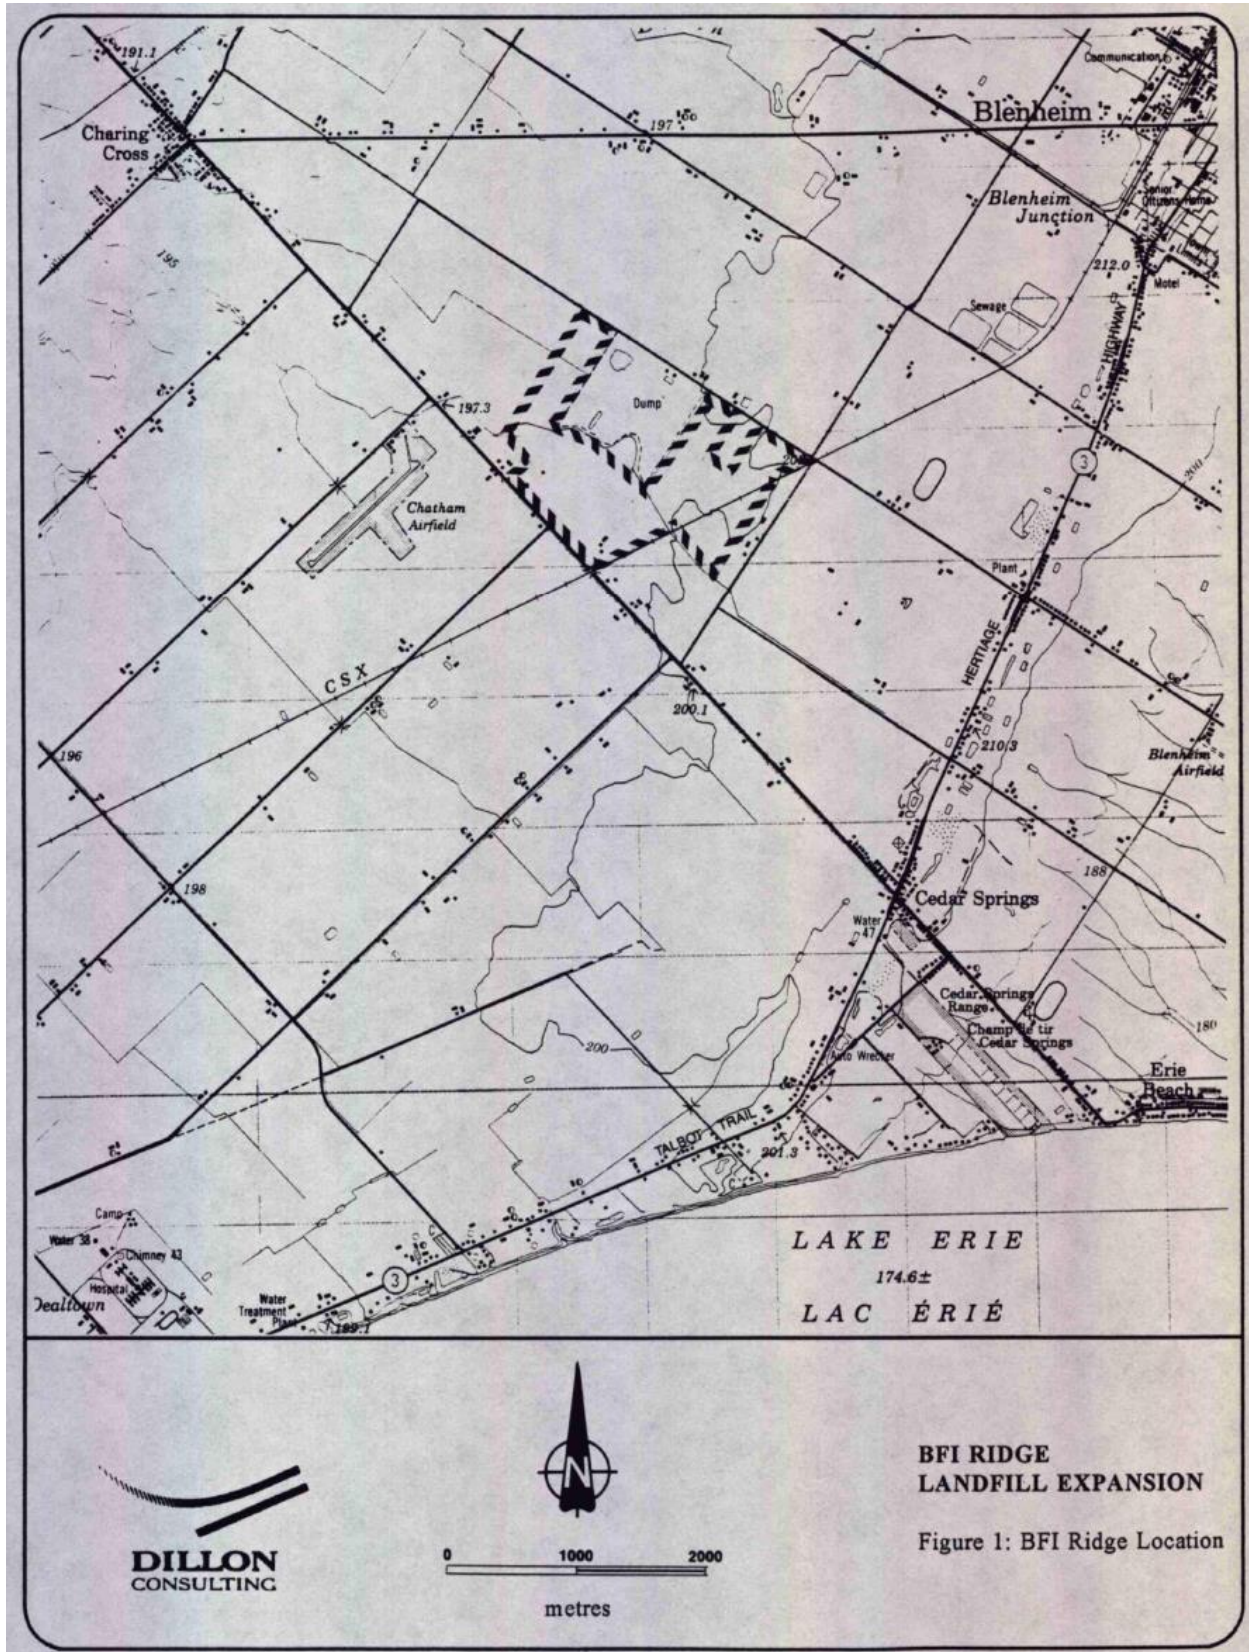 191.1
Communication
Charing
Cross
197
Blenheim
Senior
Citizens Home
Blenheim
Junction
195
212.0
Motel
Sewage
HIGHWAY
197.3
Dump
3
200
Chatham
Airfield
Plant
HERTIAGE
CSX
200.1
210.3
196
Blenheim
Airfield
188
198
Cedar Springs
Water
47
Cedar Springs
Range
Champ de tir
Cedar Springs
180
200
Auto Wrecker
Erie
Beach
TALBOT TRAIL
201.3
Camp
Water 38
Chimney 43
Hospital
Dealtown
3
Water
Treatment
Plant
199.1
LAKE ERIE
174.6±
LAC ÉRIÉ
DILLON
CONSULTING
N
0 1000 2000
metres
BFI RIDGE
LANDFILL EXPANSION
Figure 1: BFI Ridge Location